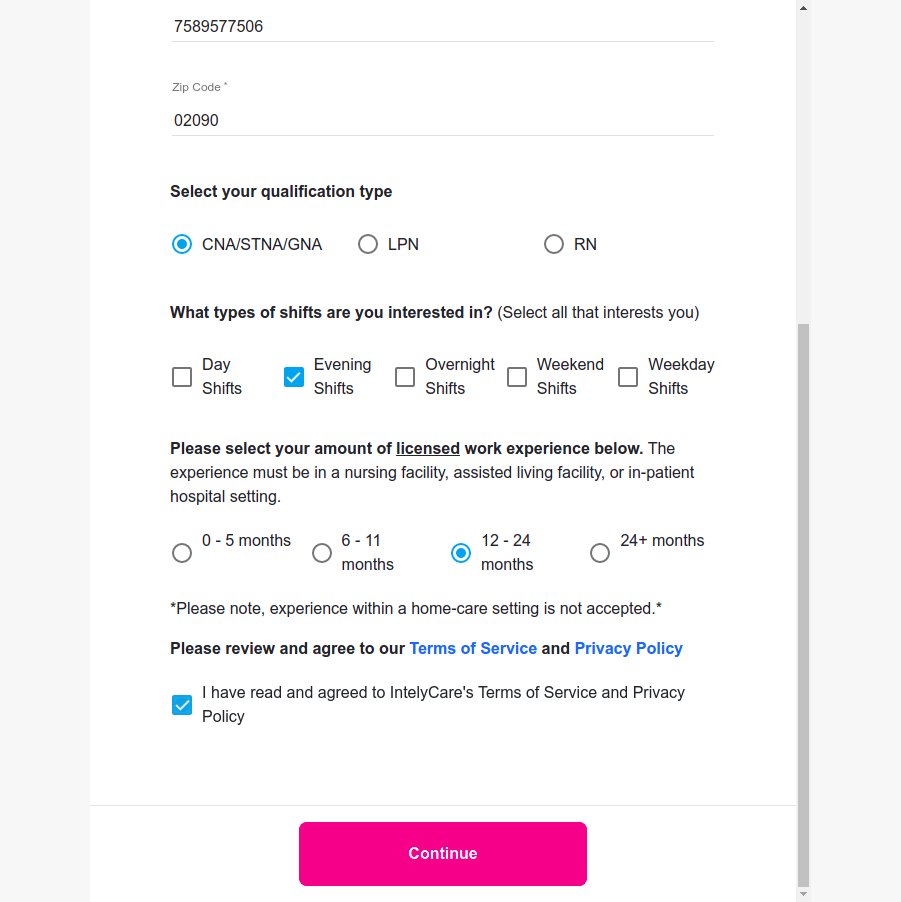 7589577506
Zip Code *
02090
Select your qualification type
CNA/STNA/GNA LPN RN
What types of shifts are you interested in? (Select all that interests you)
Day Shifts
Evening Shifts
Overnight Shifts
Weekend Shifts
Weekday Shifts
Please select your amount of licensed work experience below. The
experience must be in a nursing facility, assisted living facility, or in-patient
hospital setting.
0 - 5 months
6 - 11 months
12 - 24 months
24+ months
*Please note, experience within a home-care setting is not accepted.*
Please review and agree to our Terms of Service and Privacy Policy
I have read and agreed to IntelyCare's Terms of Service and Privacy
Policy
Continue